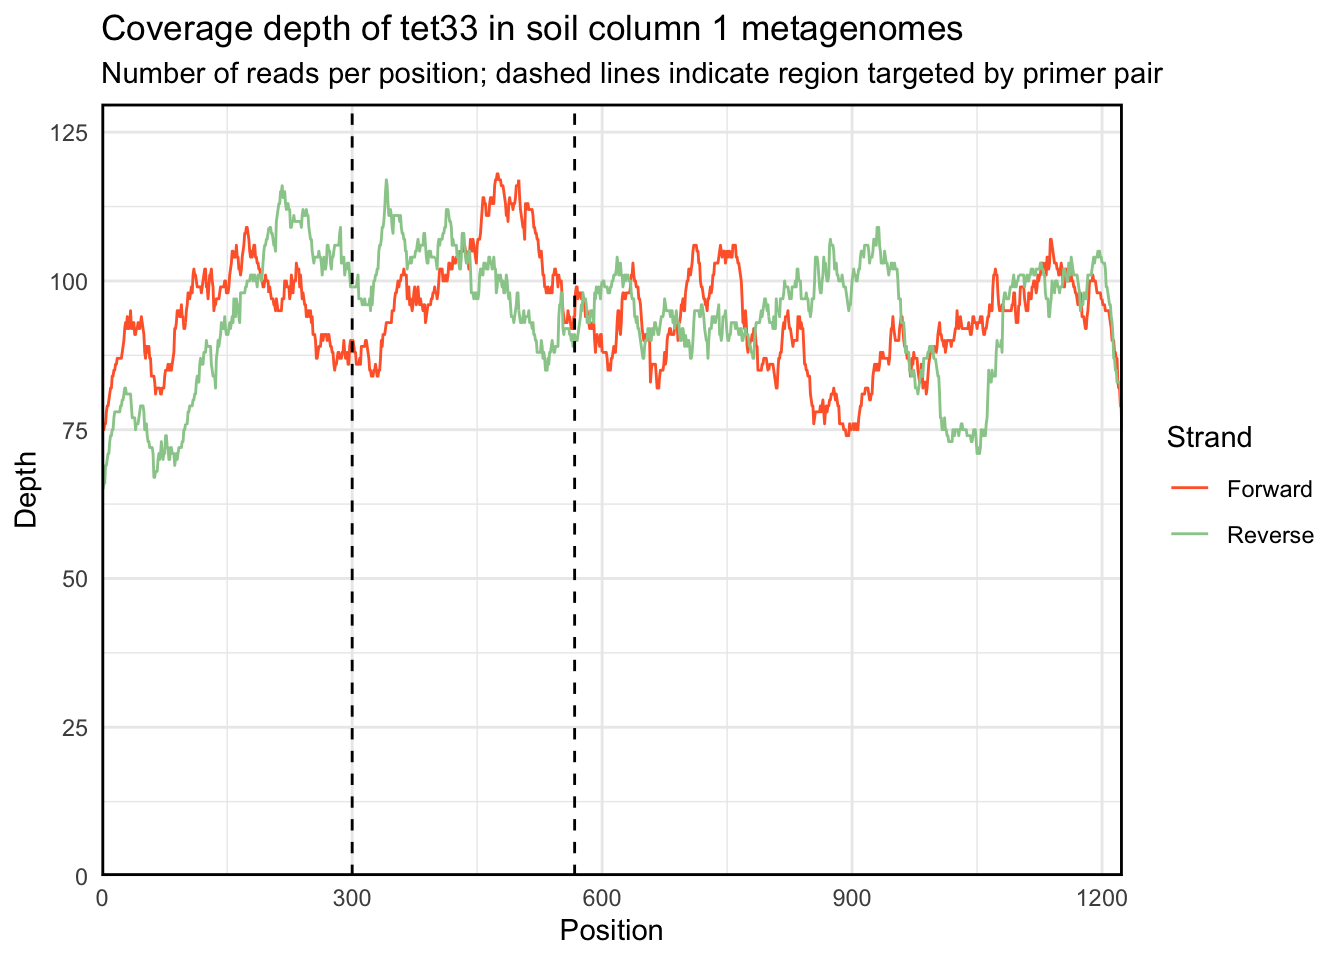 Coverage depth of tet33 in soil column 1 metagenomes
Number of reads per position; dashed lines indicate region targeted by primer pair
125
100
75
50
25
0
Depth
0 300 600 900 1200
Position
Strand
Forward
Reverse